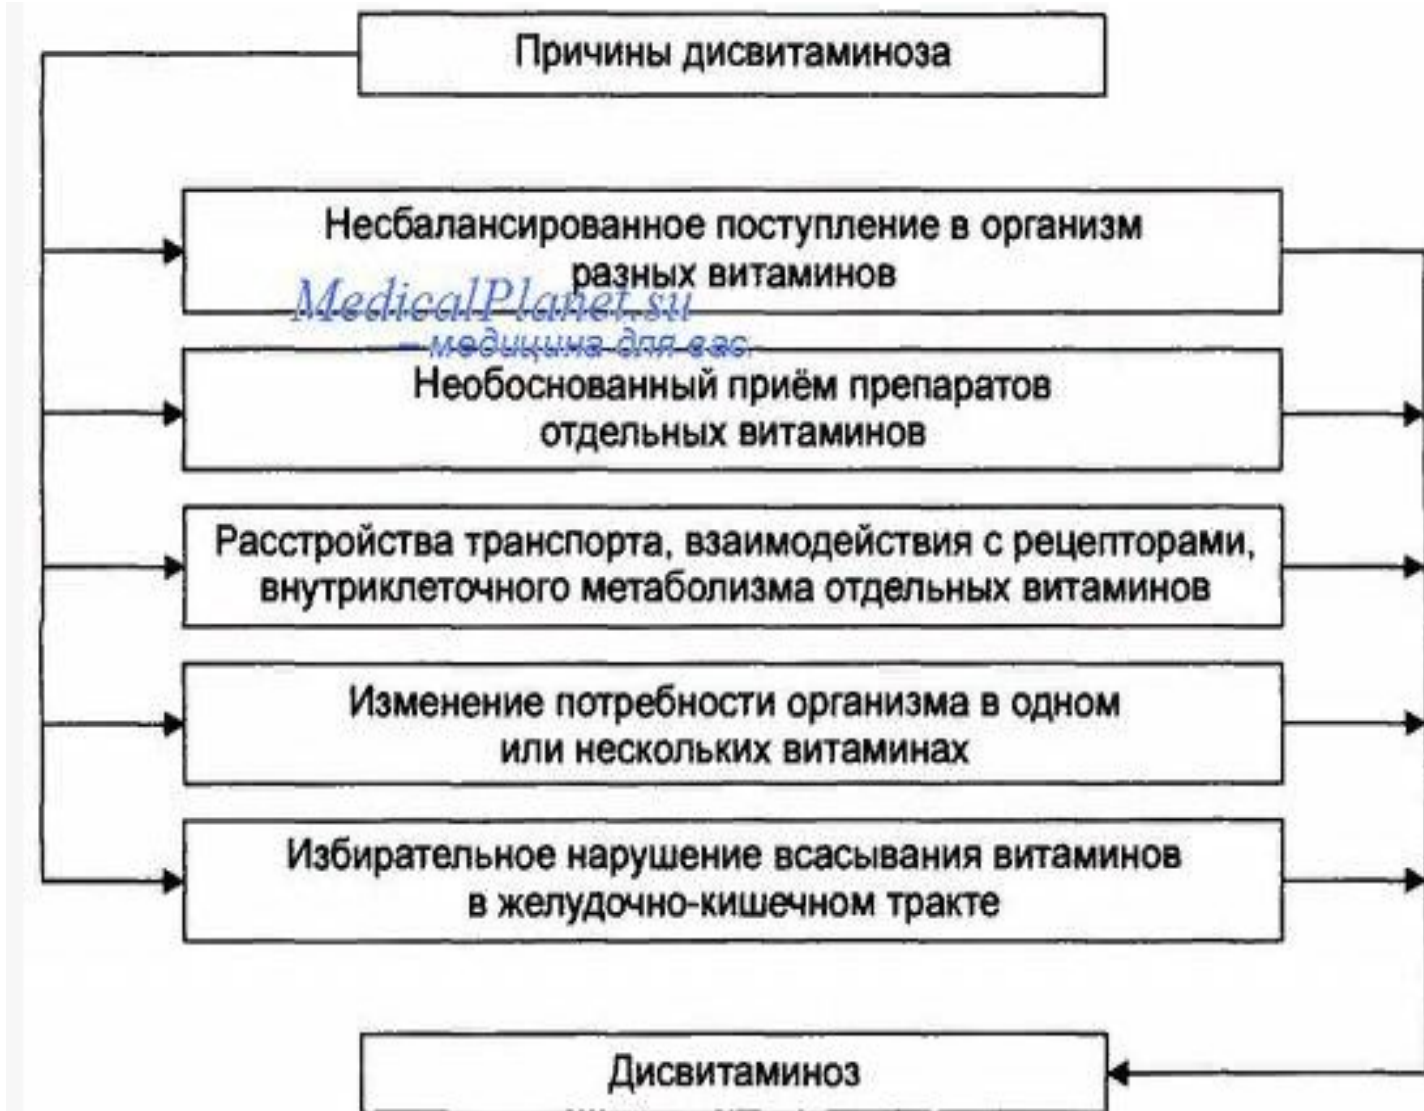 Причины дисвитаминоза
Несбалансированное поступление в организм
разных витаминов
MedicalPlanet.su
– медицина для вас.
Необоснованный приём препаратов
отдельных витаминов
Расстройства транспорта, взаимодействия с рецепторами,
внутриклеточного метаболизма отдельных витаминов
Изменение потребности организма в одном
или нескольких витаминах
Избирательное нарушение всасывания витаминов
в желудочно-кишечном тракте
Дисвитаминоз